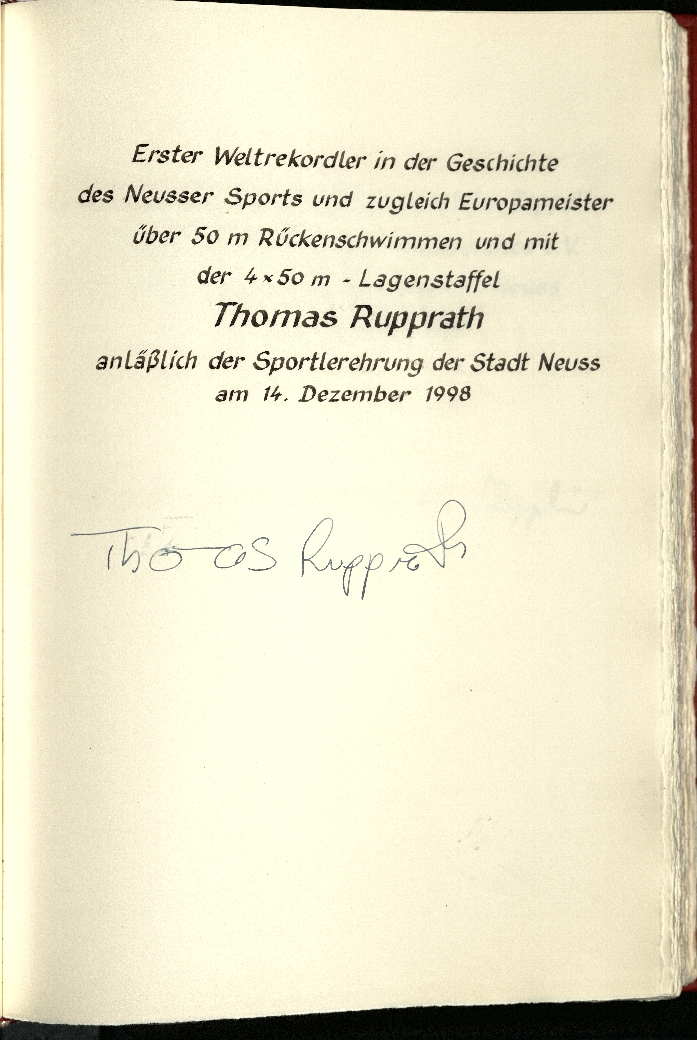 Erster Weltrekordler in der Geschichte
des Neusser Sports und zugleich Europameister
über 50 m Rückenschwimmen und mit
der 4×50 m - Lagenstaffel
Thomas Rupprath
anläßlich der Sportlerehrung der Stadt Neuss
am 14. Dezember 1998
Thomas Rupprath